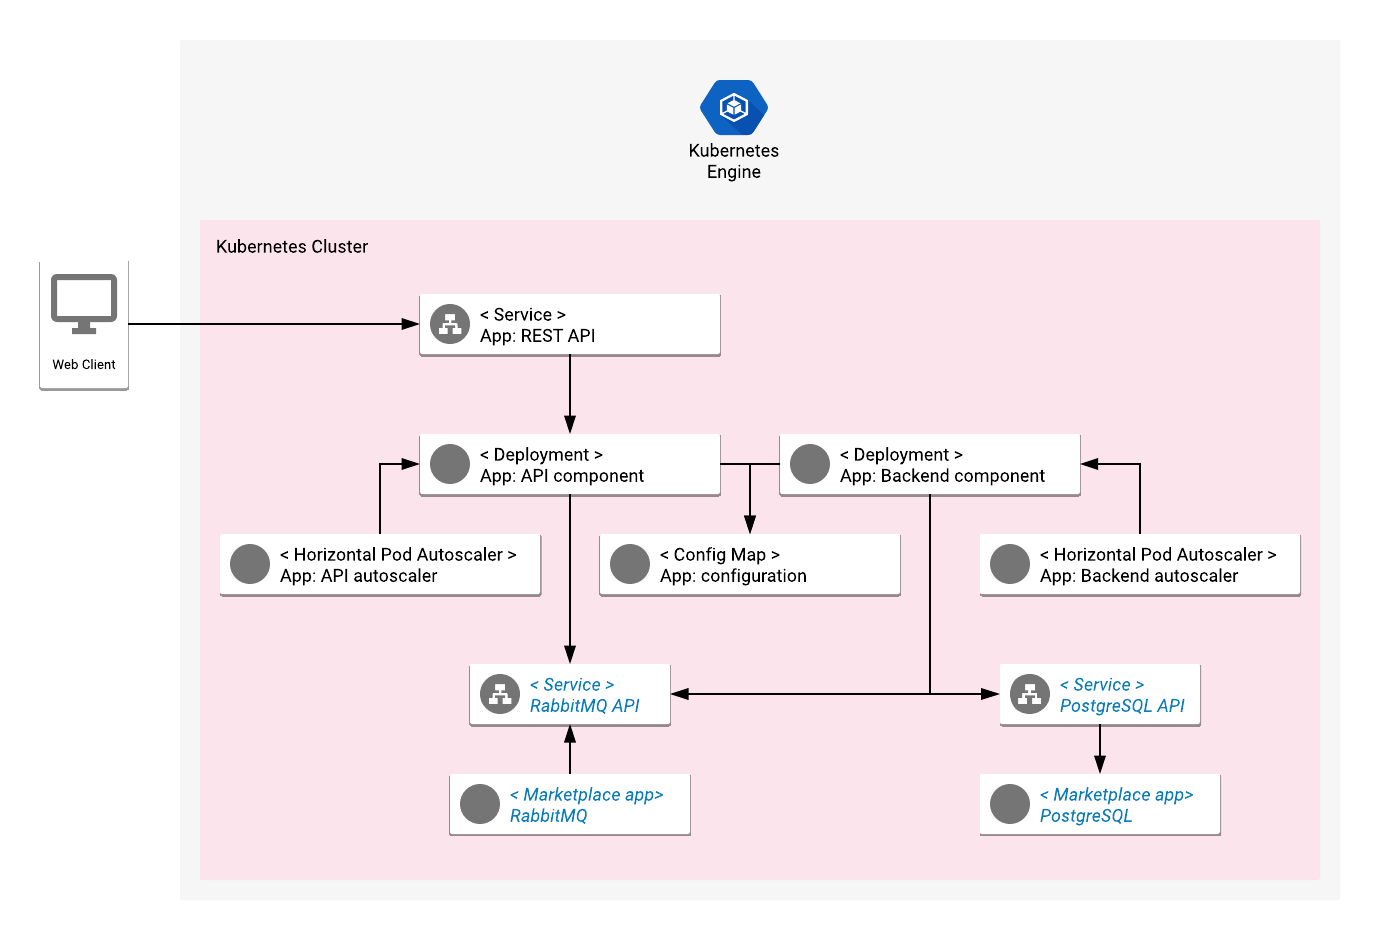 Kubernetes
Engine
Kubernetes Cluster
Web Client
< Service >
App: REST API
< Deployment >
App: API component
< Deployment >
App: Backend component
< Horizontal Pod Autoscaler >
App: API autoscaler
< Config Map >
App: configuration
< Horizontal Pod Autoscaler >
App: Backend autoscaler
< Service >
RabbitMQ API
< Service >
PostgreSQL API
< Marketplace app>
RabbitMQ
< Marketplace app>
PostgreSQL